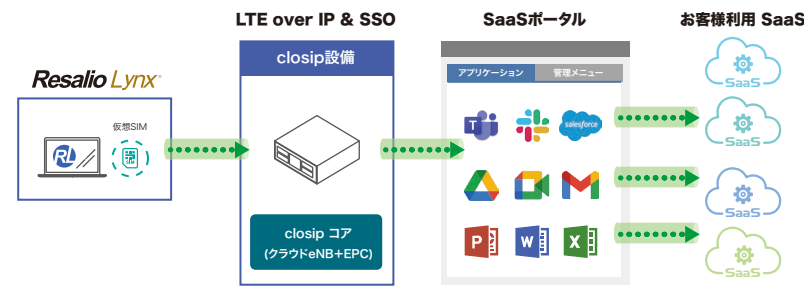 LTE over IP & SSO
SaaSポータル
お客様利用 SaaS
closip設備
Resalio Lynx
アプリケーション
管理メニュー
仮想SIM
RL
T
salesforce
closip コア
(クラウドeNB+EPC)
P
W
X
SaaS
SaaS
SaaS
SaaS